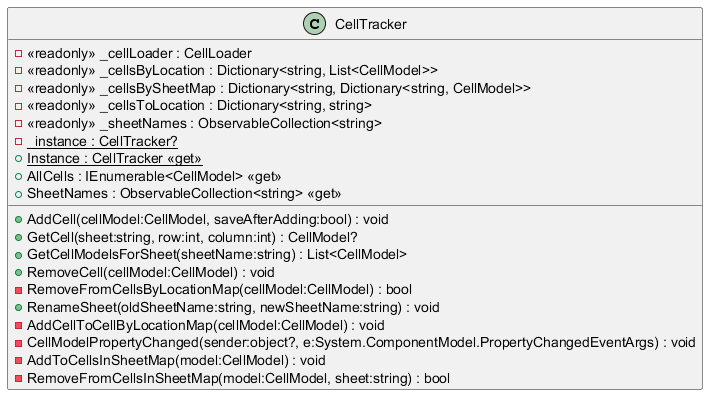 C CellTracker
«readonly» _cellLoader : CellLoader
«readonly» _cellsByLocation : Dictionary<string, List<CellModel>>
«readonly» _cellsBySheetMap : Dictionary<string, Dictionary<string, CellModel>>
«readonly» _cellsToLocation : Dictionary<string, string>
«readonly» _sheetNames : ObservableCollection<string>
_instance : CellTracker?
Instance : CellTracker «get»
AllCells : IEnumerable<CellModel> «get»
SheetNames : ObservableCollection<string> «get»
AddCell(cellModel:CellModel, saveAfterAdding:bool) : void
GetCell(sheet:string, row:int, column:int) : CellModel?
GetCellModelsForSheet(sheetName:string) : List<CellModel>
RemoveCell(cellModel:CellModel) : void
RemoveFromCellsByLocationMap(cellModel:CellModel) : bool
RenameSheet(oldSheetName:string, newSheetName:string) : void
AddCellToCellByLocationMap(cellModel:CellModel) : void
CellModelPropertyChanged(sender:object?, e:System.ComponentModel.PropertyChangedEventArgs) : void
AddToCellsInSheetMap(model:CellModel) : void
RemoveFromCellsInSheetMap(model:CellModel, sheet:string) : bool